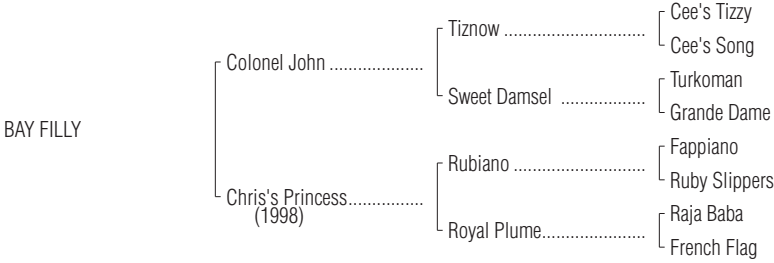 Cee's Tizzy
Tiznow ..............................
Cee's Song
Colonel John ....................
Turkoman
Sweet Damsel ..................
Grande Dame
BAY FILLY
Fappiano
Rubiano ............................
Ruby Slippers
Chris's Princess................
(1998)
Raja Baba
Royal Plume......................
French Flag